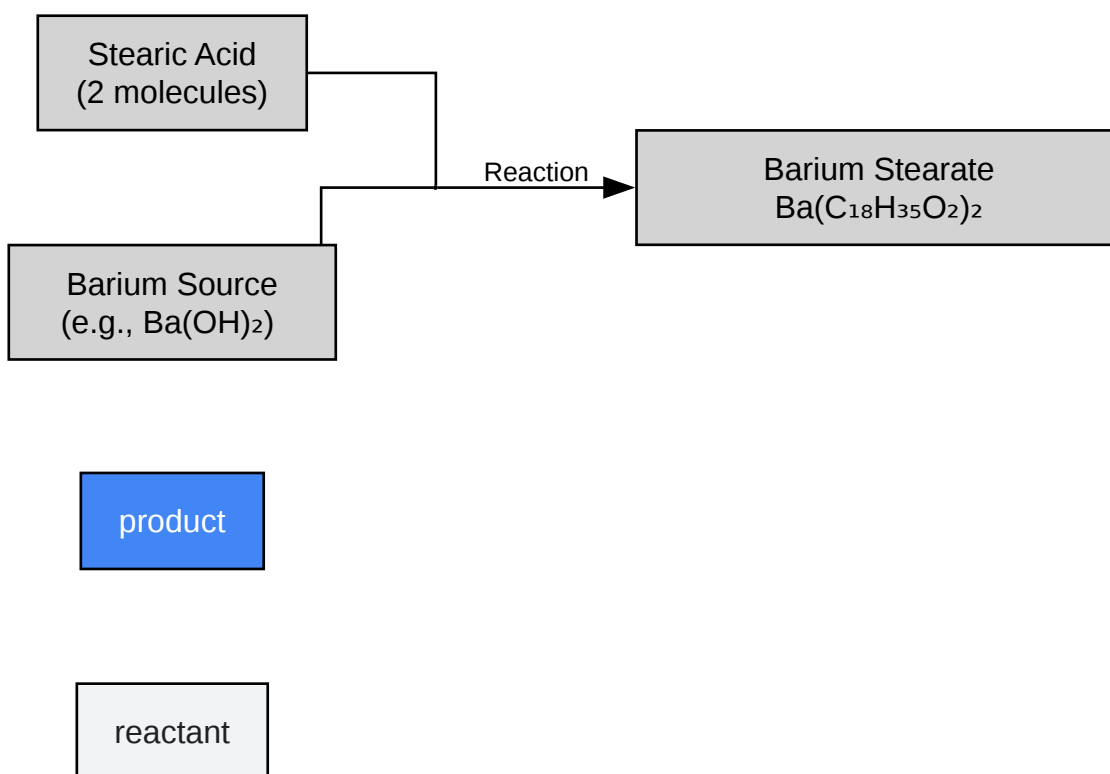 Stearic Acid
(2 molecules)
Reaction
Barium Stearate
Ba(C₁₈H₃₅O₂)₂
Barium Source
(e.g., Ba(OH)₂)
product
reactant